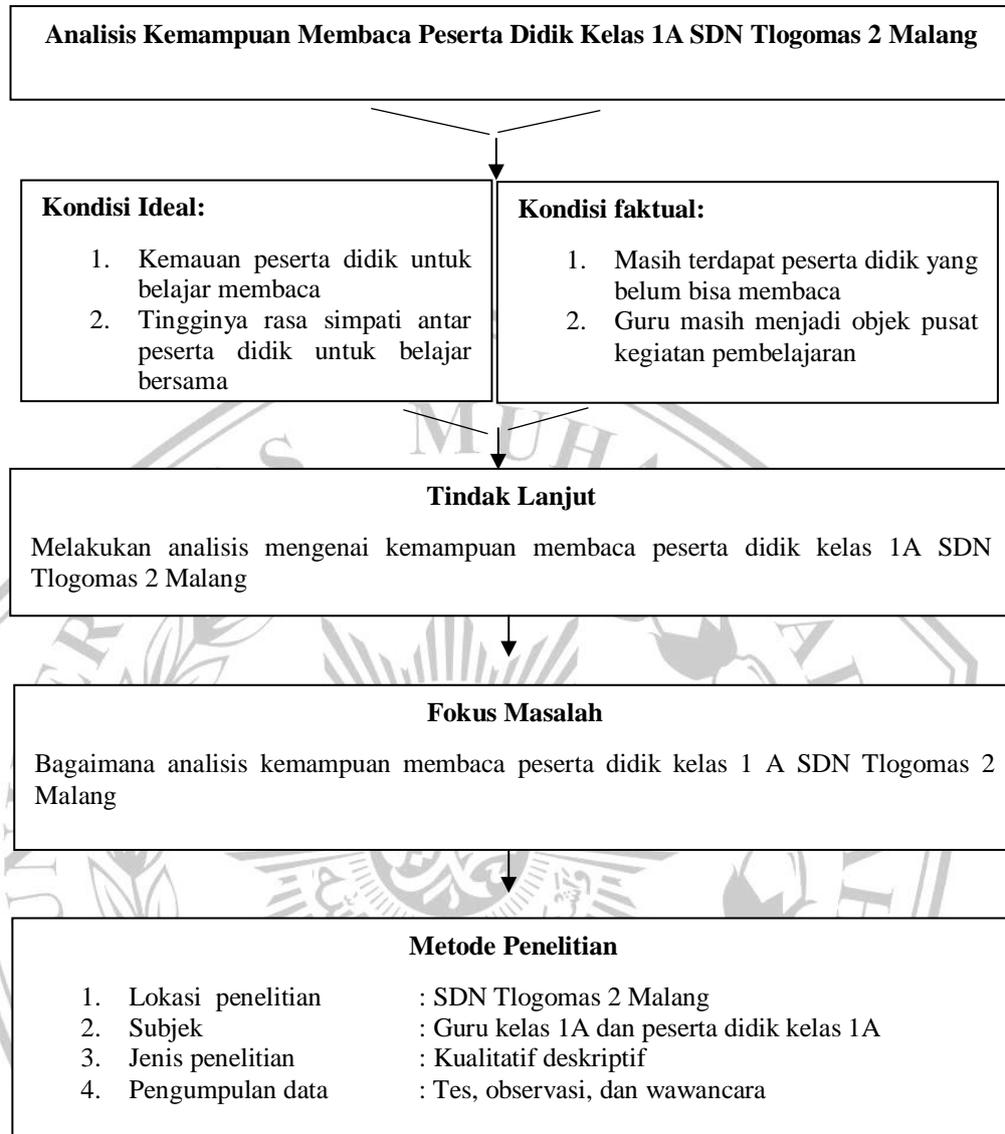 Analisis Kemampuan Membaca Peserta Didik Kelas 1A SDN Tlogomas 2 Malang
Kondisi Ideal:
1. Kemauan peserta didik untuk
belajar membaca
2. Tingginya rasa simpati antar
peserta didik untuk belajar
bersama
Kondisi faktual:
1. Masih terdapat peserta didik yang
belum bisa membaca
2. Guru masih menjadi objek pusat
kegiatan pembelajaran
MUHA
Tindak Lanjut
Melakukan analisis mengenai kemampuan membaca peserta didik kelas 1A SDN
Tlogomas 2 Malang
Fokus Masalah
Bagaimana analisis kemampuan membaca peserta didik kelas 1 A SDN Tlogomas 2
Malang
Metode Penelitian
1. Lokasi penelitian : SDN Tlogomas 2 Malang
2. Subjek : Guru kelas 1A dan peserta didik kelas 1A
3. Jenis penelitian : Kualitatif deskriptif
4. Pengumpulan data : Tes, observasi, dan wawancara